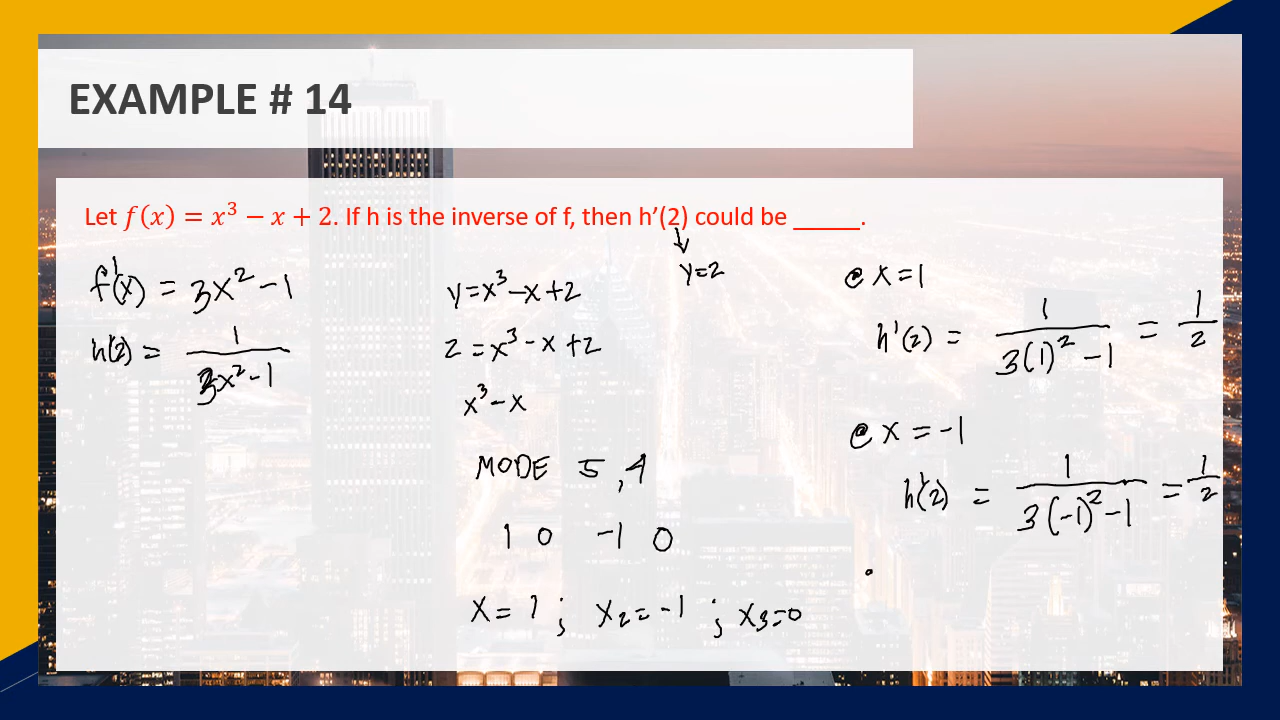 EXAMPLE # 14
Let f(x) = x³ − x + 2. If h is the inverse of f, then h′(2) could be ______.
y=2
f'(x) = 3x² − 1
h'(2) = 1/(3x² − 1)
y = x³ − x + 2
2 = x³ − x + 2
x³ − x
MODE 5, 4
1 0 −1 0
x = 1 ; x₂ = −1 ; x₃ = 0
@ x = 1
h'(2) = 1/(3(1)² − 1) = 1/2
@ x = −1
h'(2) = 1/(3(−1)² − 1) = 1/2